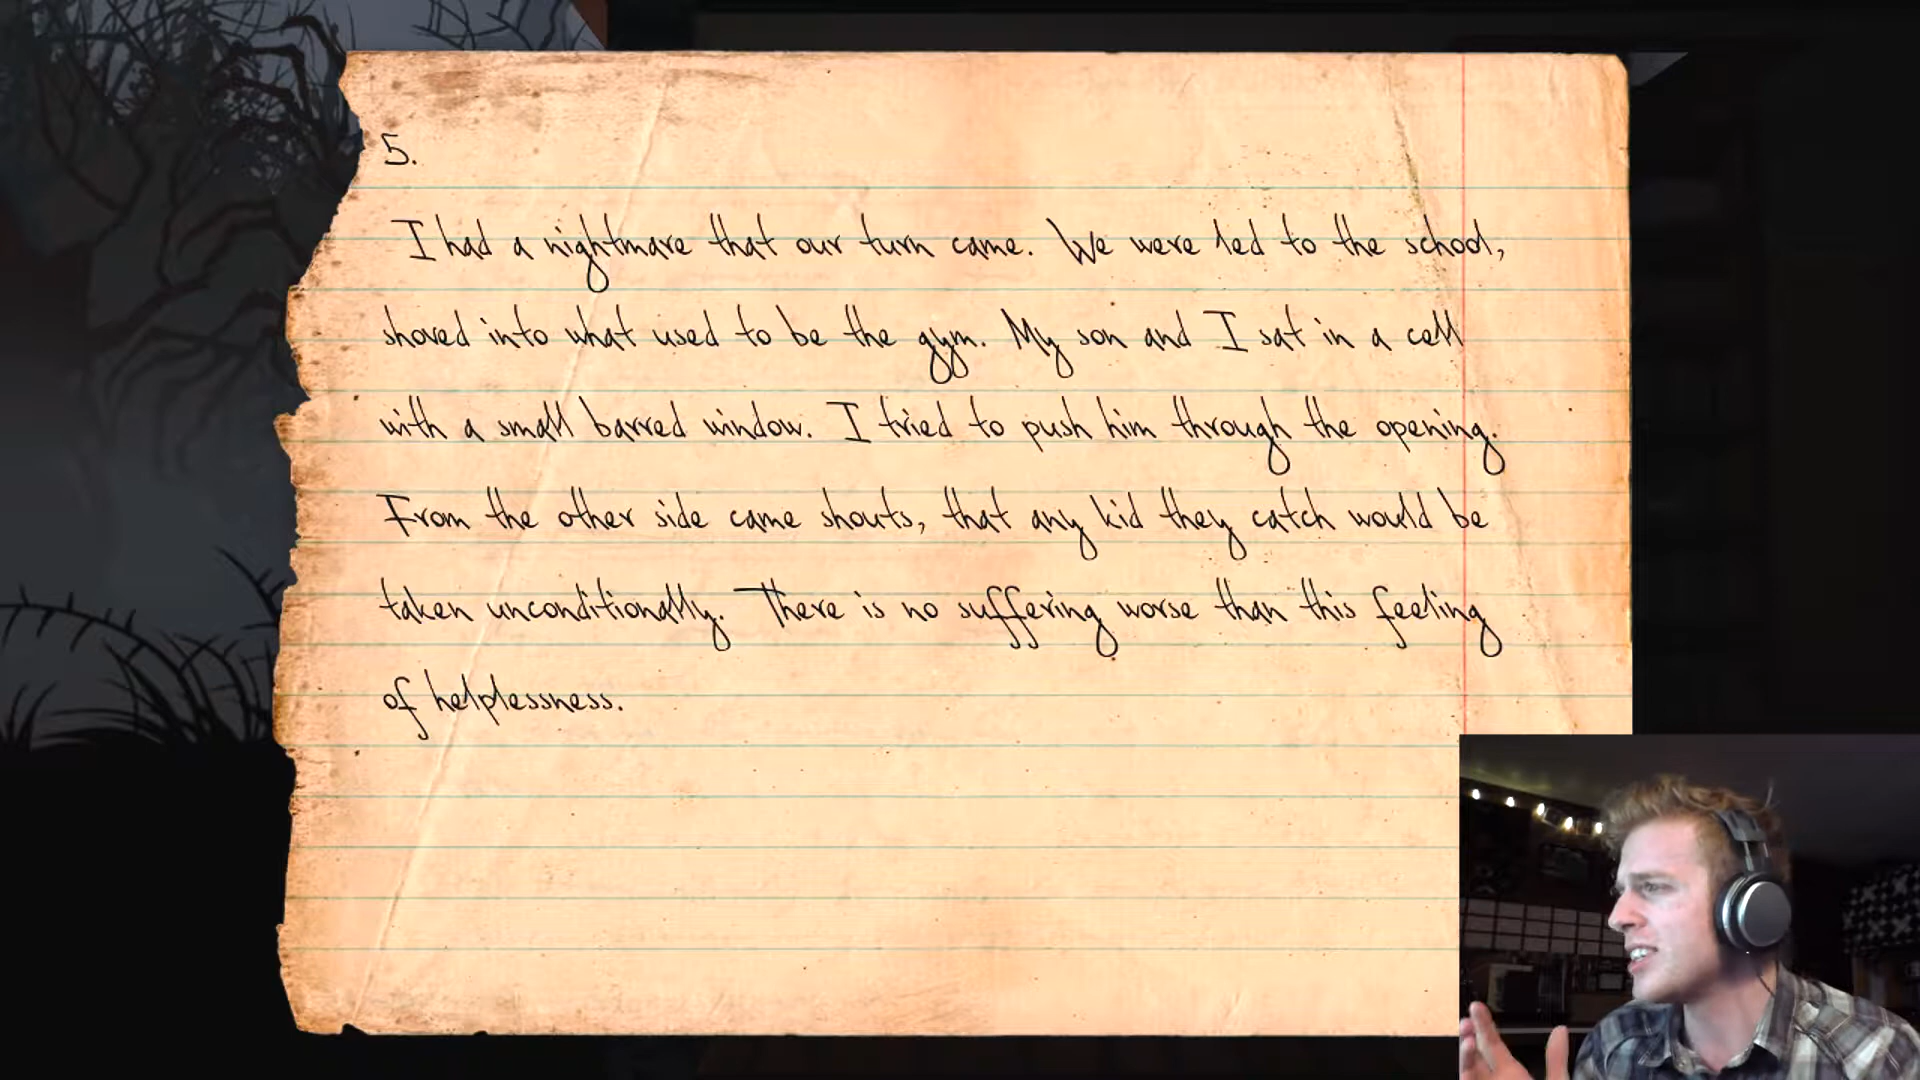 5.
I had a nightmare that our turn came. We were led to the school,
shoved into what used to be the gym. My son and I sat in a cell
with a small barred window. I tried to push him through the opening.
From the other side came shouts, that any kid they catch would be
taken unconditionally. There is no suffering worse than this feeling
of helplessness.